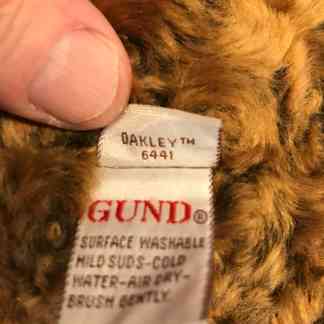 OAKLEY™
6441
GUND®
SURFACE WASHABLE
MILD SUDS-COLD
WATER-AIR DRY-
BRUSH GENTLY.